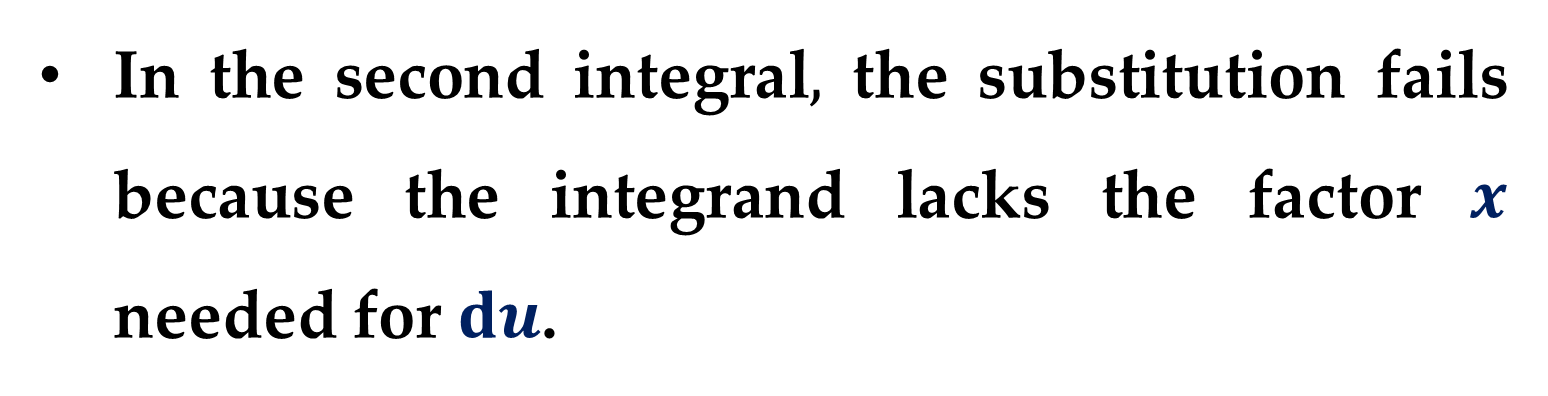 • In the second integral, the substitution fails
because the integrand lacks the factor x
needed for du.